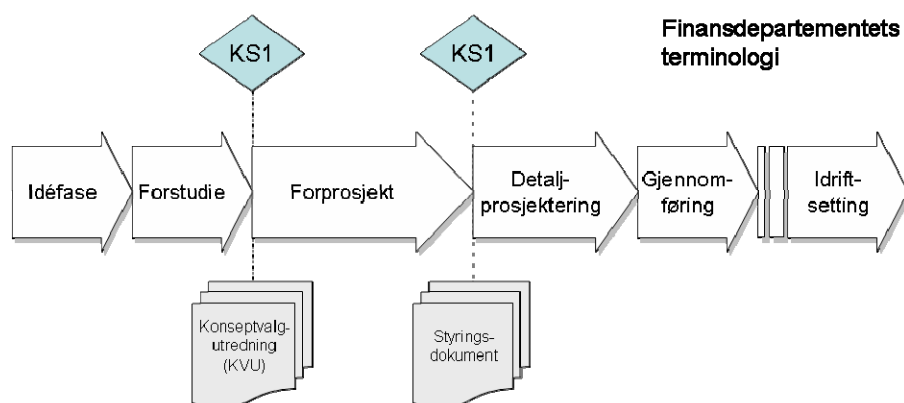 KS1
KS1
Finansdepartementets
terminologi
Idéfase
Forstudie
Forprosjekt
Detalj-
prosjektering
Gjennom-
føring
Idrift-
setting
Konseptvalg-
utredning
(KVU)
Styrings-
dokument